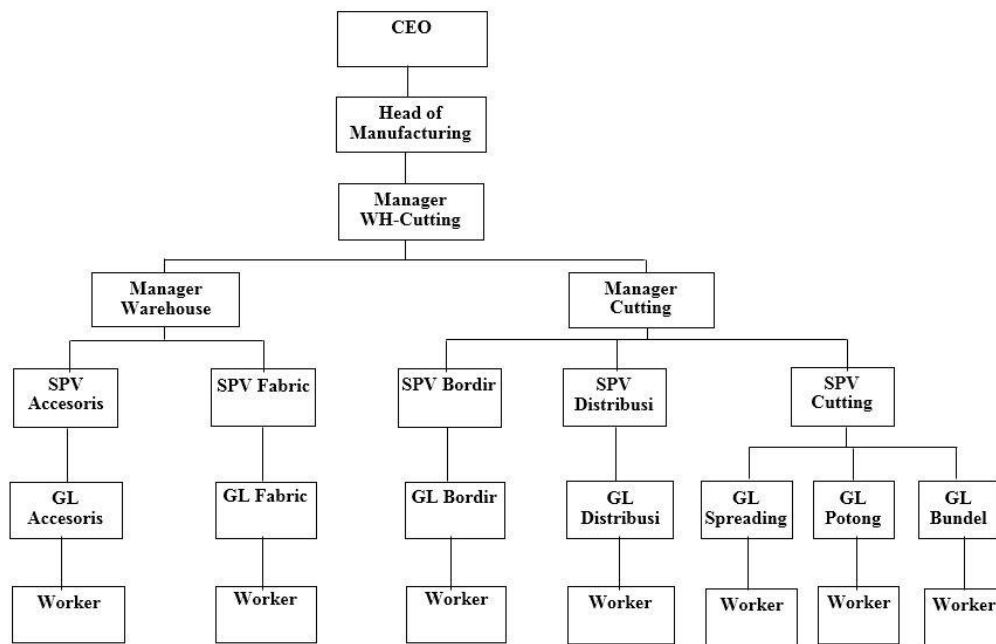 CEO
Head of
Manufacturing
Manager
WH-Cutting
Manager
Warehouse
Manager
Cutting
SPV
Accesoris
SPV Fabric
SPV Bordir
SPV
Distribusi
SPV
Cutting
GL
Accesoris
GL Fabric
GL Bordir
GL
Distribusi
GL
Spreading
GL
Potong
GL
Bundel
Worker
Worker
Worker
Worker
Worker
Worker
Worker